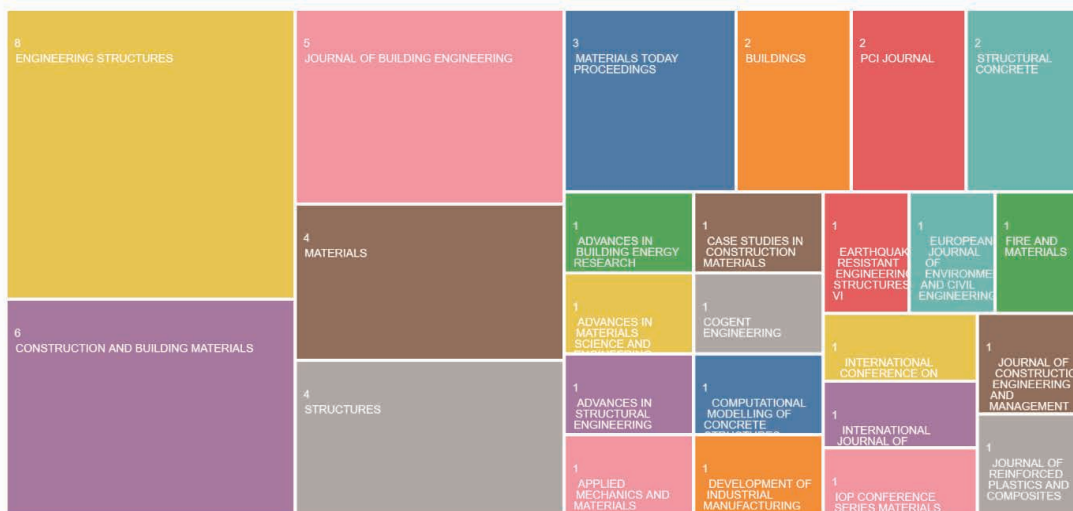 8
ENGINEERING STRUCTURES
6
CONSTRUCTION AND BUILDING MATERIALS
5
JOURNAL OF BUILDING ENGINEERING
4
MATERIALS
4
STRUCTURES
3
MATERIALS TODAY
PROCEEDINGS
2
BUILDINGS
2
PCI JOURNAL
2
STRUCTURAL
CONCRETE
1
ADVANCES IN
BUILDING ENERGY
RESEARCH
1
ADVANCES IN
MATERIALS
SCIENCE AND
ENGINEERING
1
ADVANCES IN
STRUCTURAL
ENGINEERING
1
APPLIED
MECHANICS AND
MATERIALS
1
CASE STUDIES IN
CONSTRUCTION
MATERIALS
1
COGENT
ENGINEERING
1
COMPUTATIONAL
MODELLING OF
CONCRETE
STRUCTURES
1
DEVELOPMENT OF
INDUSTRIAL
MANUFACTURING
1
EARTHQUAK
RESISTANT
ENGINEERING
STRUCTURES
VI
1
EUROPEAN
JOURNAL
OF
ENVIRONME
AND CIVIL
ENGINEERING
1
FIRE AND
MATERIALS
1
INTERNATIONAL
CONFERENCE ON
1
INTERNATIONAL
JOURNAL OF
1
IOP CONFERENCE
SERIES MATERIALS
1
JOURNAL OF
CONSTRUCTIO
ENGINEERING
AND
MANAGEMENT
1
JOURNAL OF
REINFORCED
PLASTICS AND
COMPOSITES